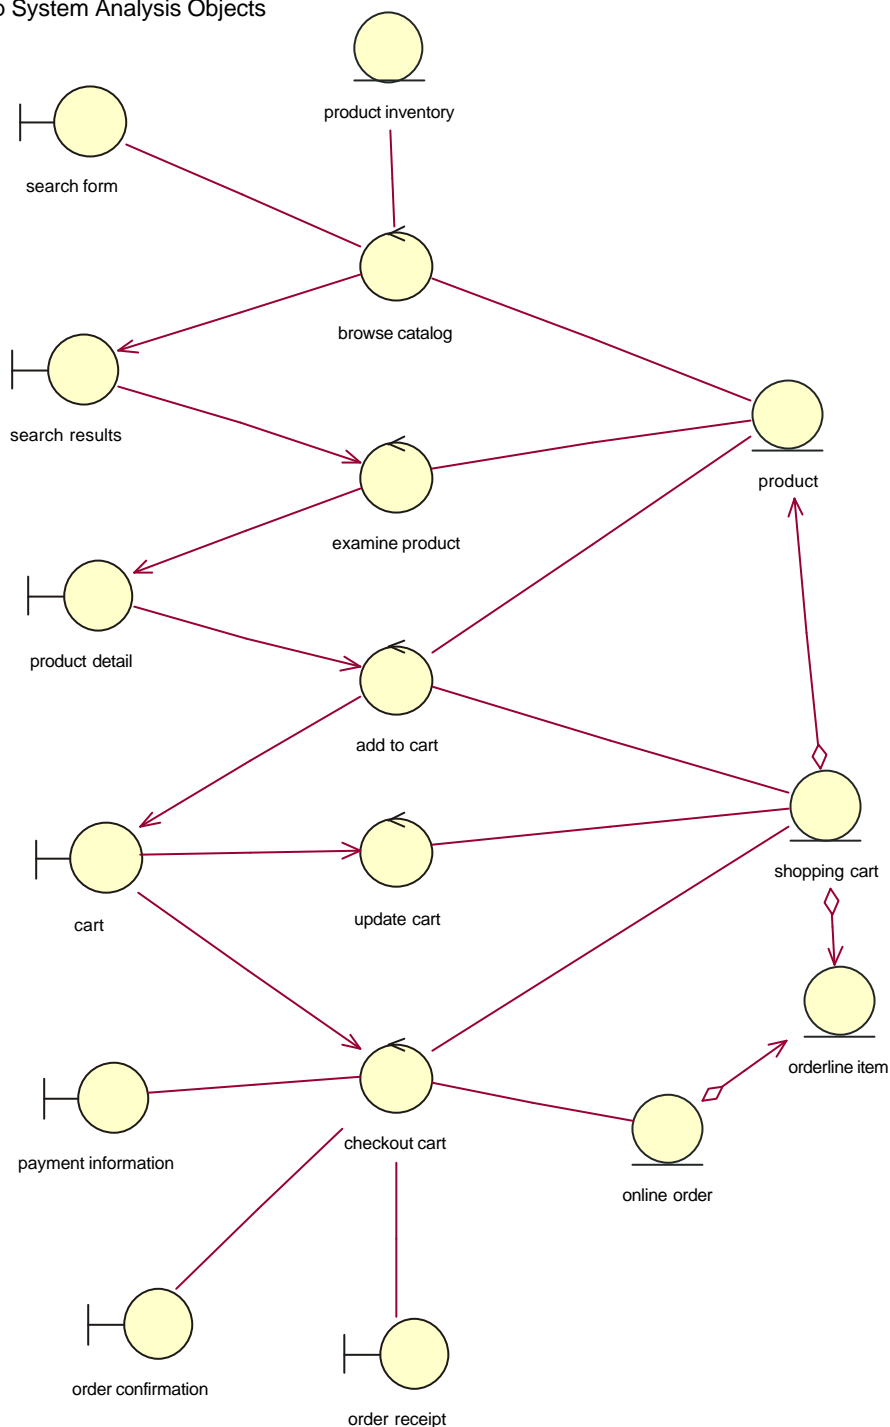 System Analysis Objects
product inventory
search form
browse catalog
search results
product
examine product
product detail
add to cart
shopping cart
update cart
cart
orderline item
checkout cart
payment information
online order
order confirmation
order receipt